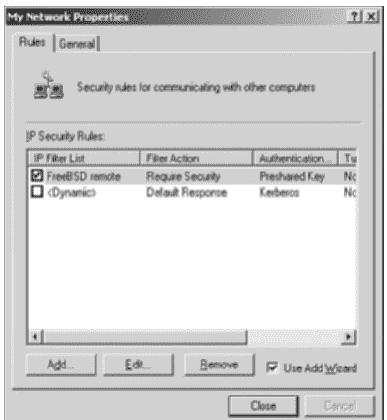 My Network Properties
Rules General
Security rules for communicating with other computers
IP Security Rules:
IP Filter List Filter Action Authentication... Tu
FreeBSD remote Require Security Preshared Key Nc
<Dynamic> Default Response Kerberos Nc
Add... Edit... Remove Use Add Wizard
Close Cancel